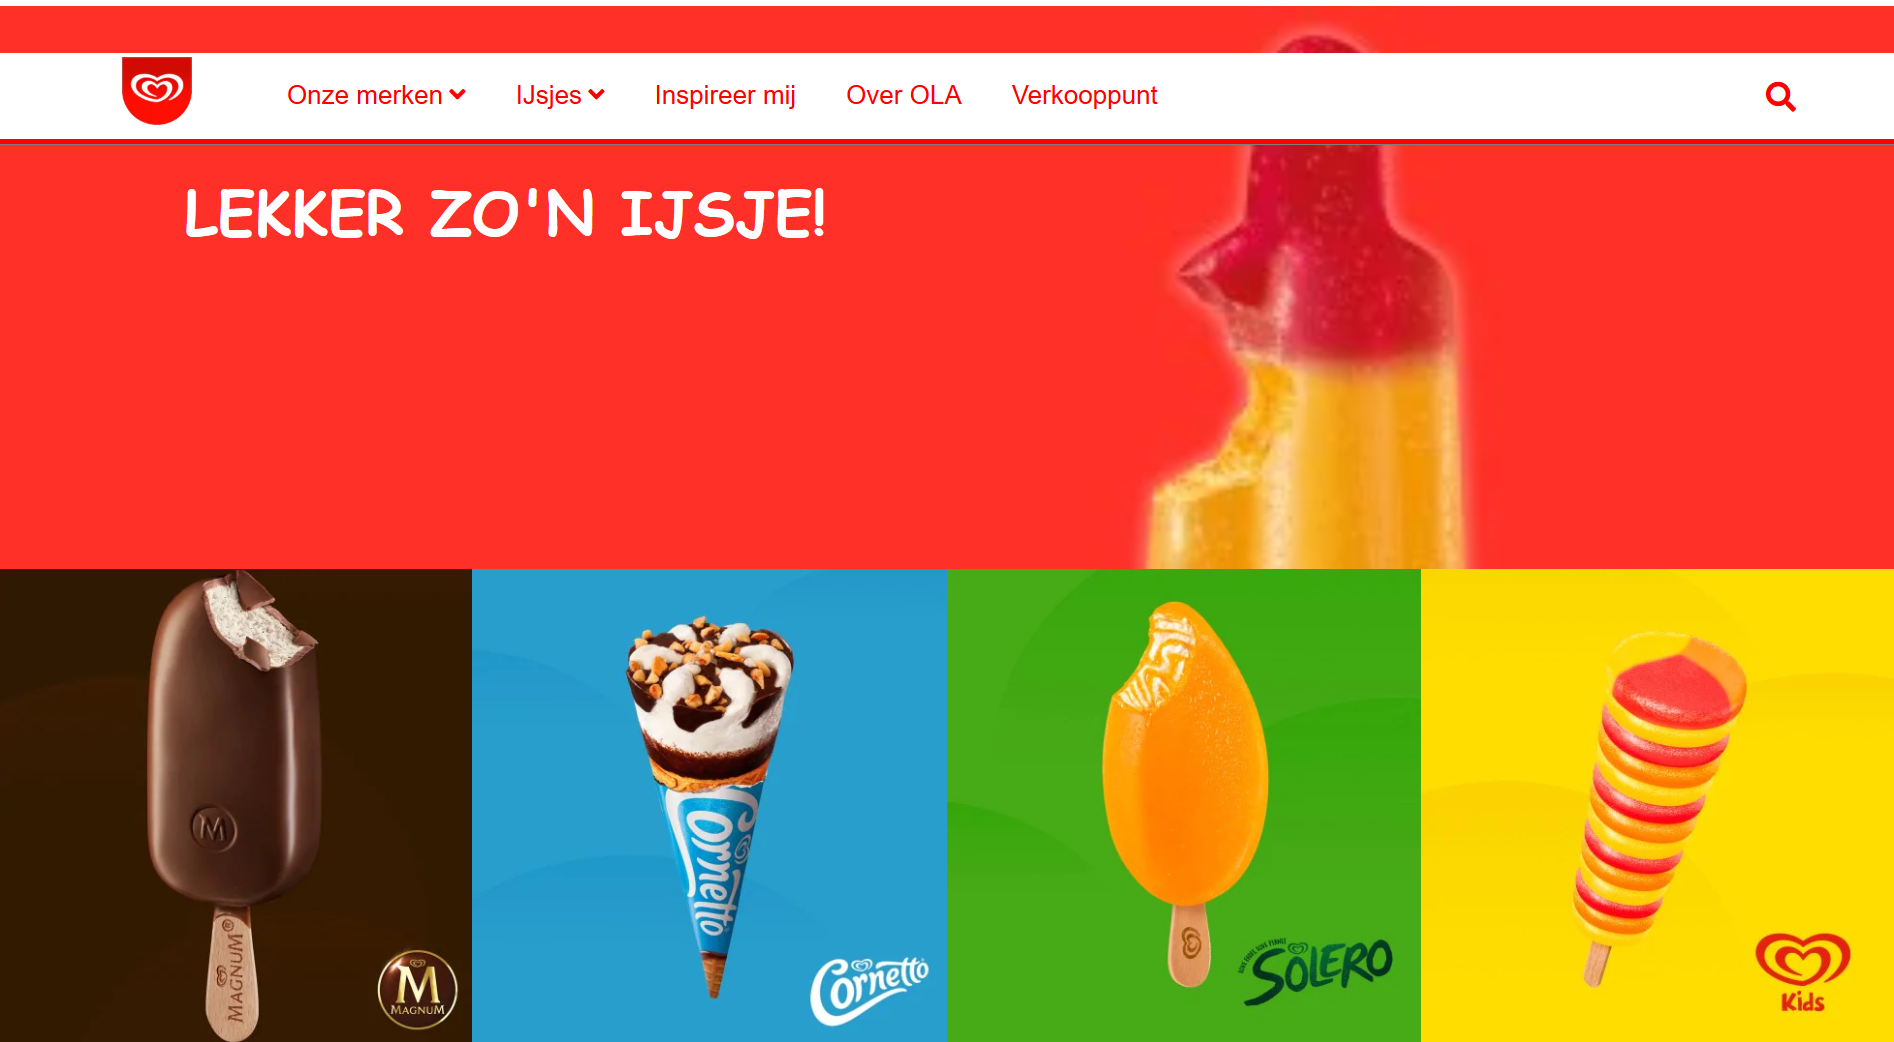 Onze merken IJsjes Inspireer mij Over OLA Verkooppunt
LEKKER ZO'N IJSJE!
M
MAGNUM®
M
MAGNUM
Cornetto
Cornetto
SOLERO
Kids